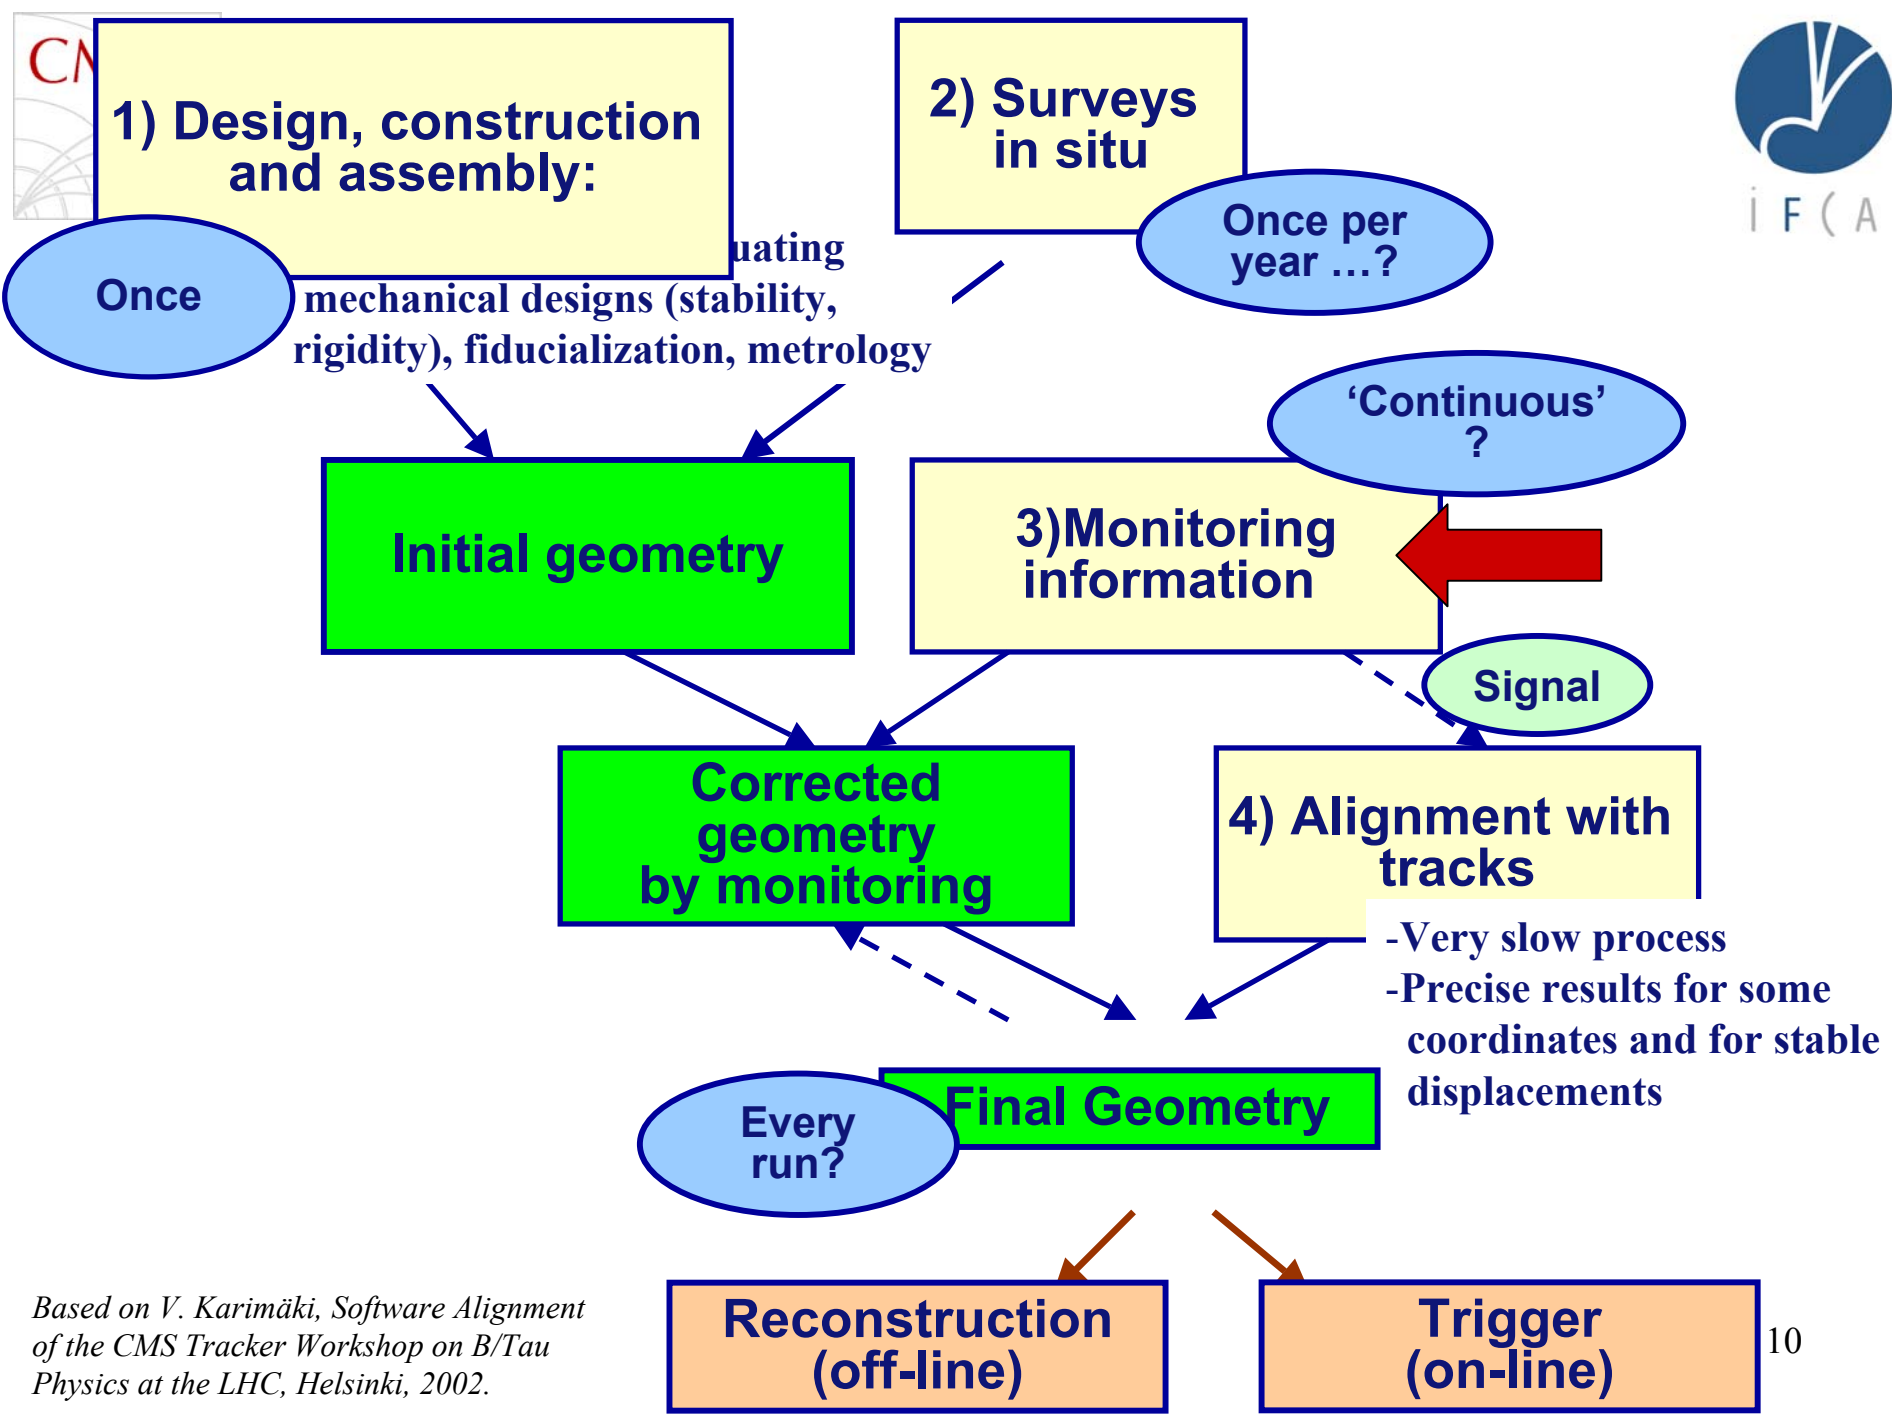 1) Design, construction
and assembly:
2) Surveys
in situ
Once per
year …?
i F C A
Once
mechanical designs (stability,
rigidity), fiducialization, metrology
‘Continuous’
?
Initial geometry
3)Monitoring
information
Signal
Corrected
geometry
by monitoring
4) Alignment with
tracks
-Very slow process
-Precise results for some
coordinates and for stable
displacements
Final Geometry
Every
run?
Based on V. Karimäki, Software Alignment
of the CMS Tracker Workshop on B/Tau
Physics at the LHC, Helsinki, 2002.
Reconstruction
(off-line)
Trigger
(on-line)
10